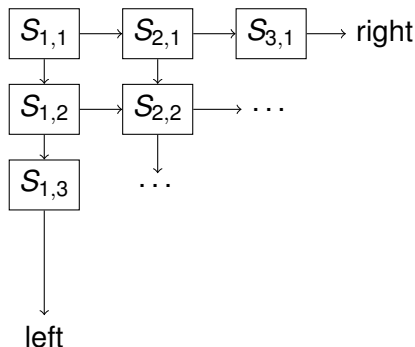 S1,1 S2,1 S3,1 right
S1,2 S2,2 ...
S1,3 ...
left